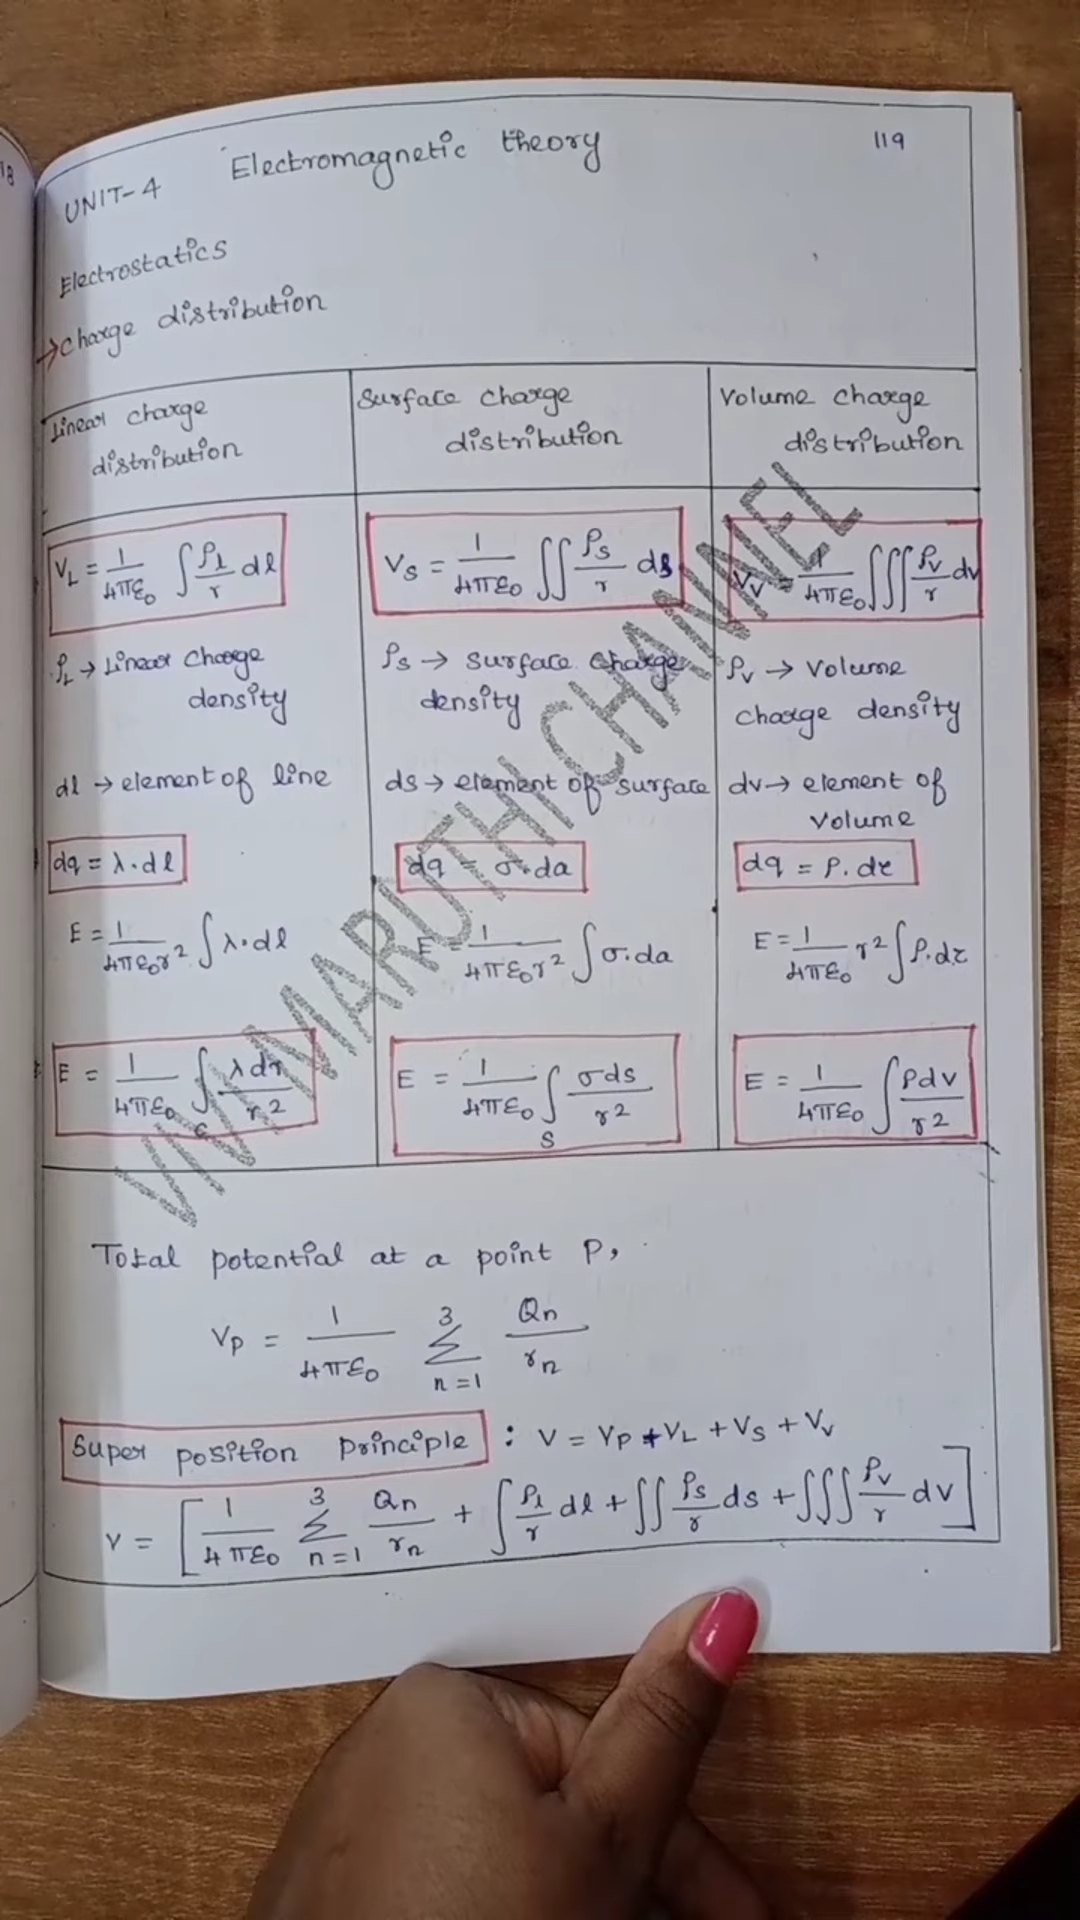 18
119
Electromagnetic theory
UNIT-4
Electrostatics
→ Charge distribution
Linear charge
distribution
V_L = 1/4πε₀ ∫ ρ_l/r dl
ρ_L → Linear charge
density
dl → element of line
dq = λ.dl
E = 1/4πε₀r² ∫ λ.dl
E = 1/4πε₀ ∫_c λdr/r²
Surface charge
distribution
V_S = 1/4πε₀ ∬ ρ_s/r ds
ρ_s → surface charge
density
ds → element of surface
dq = σ.da
E = 1/4πε₀r² ∫ σ.da
E = 1/4πε₀ ∫_S σds/r²
Volume charge
distribution
V_v = 1/4πε₀ ∭ ρ_v/r dv
ρ_v → volume
charge density
dv → element of
volume
dq = ρ.dτ
E = 1/4πε₀ r² ∫ ρ.dτ
E = 1/4πε₀ ∫ ρdv/r²
Total potential at a point P,
V_P = 1/4πε₀ Σ_{n=1}^{3} Q_n/r_n
Super position principle : V = V_P + V_L + V_S + V_v
V = [1/4πε₀ Σ_{n=1}^{3} Q_n/r_n + ∫ ρ_l/r dl + ∬ ρ_s/r ds + ∭ ρ_v/r dv]